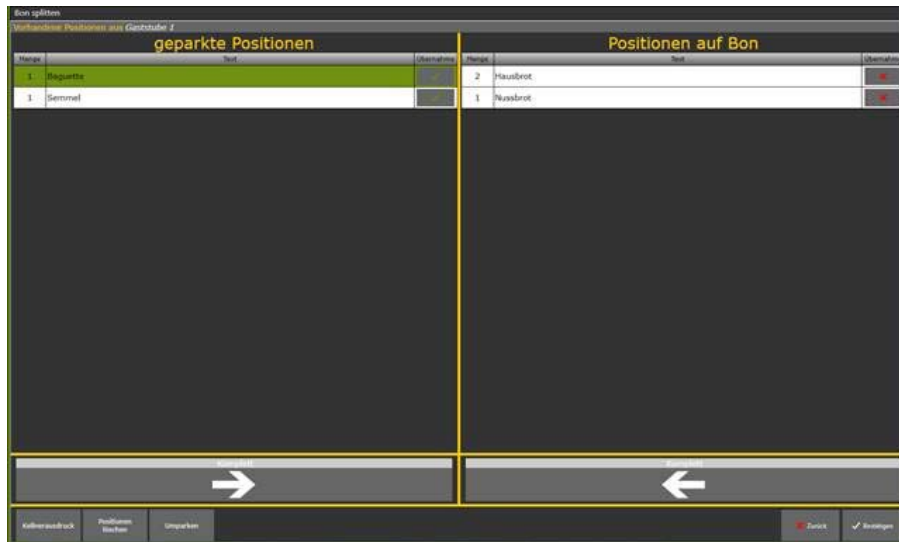 Bon splitten
Vorhandene Positionen aus Gaststube 1
geparkte Positionen
Positionen auf Bon
Menge Text Übernahme
Menge Text Übernahme
1 Baguette
1 Semmel
2 Hausbrot
1 Nussbrot
Komplett
Komplett
Kellnerausdruck
Positionen
löschen
Umparken
Zurück
Bestätigen